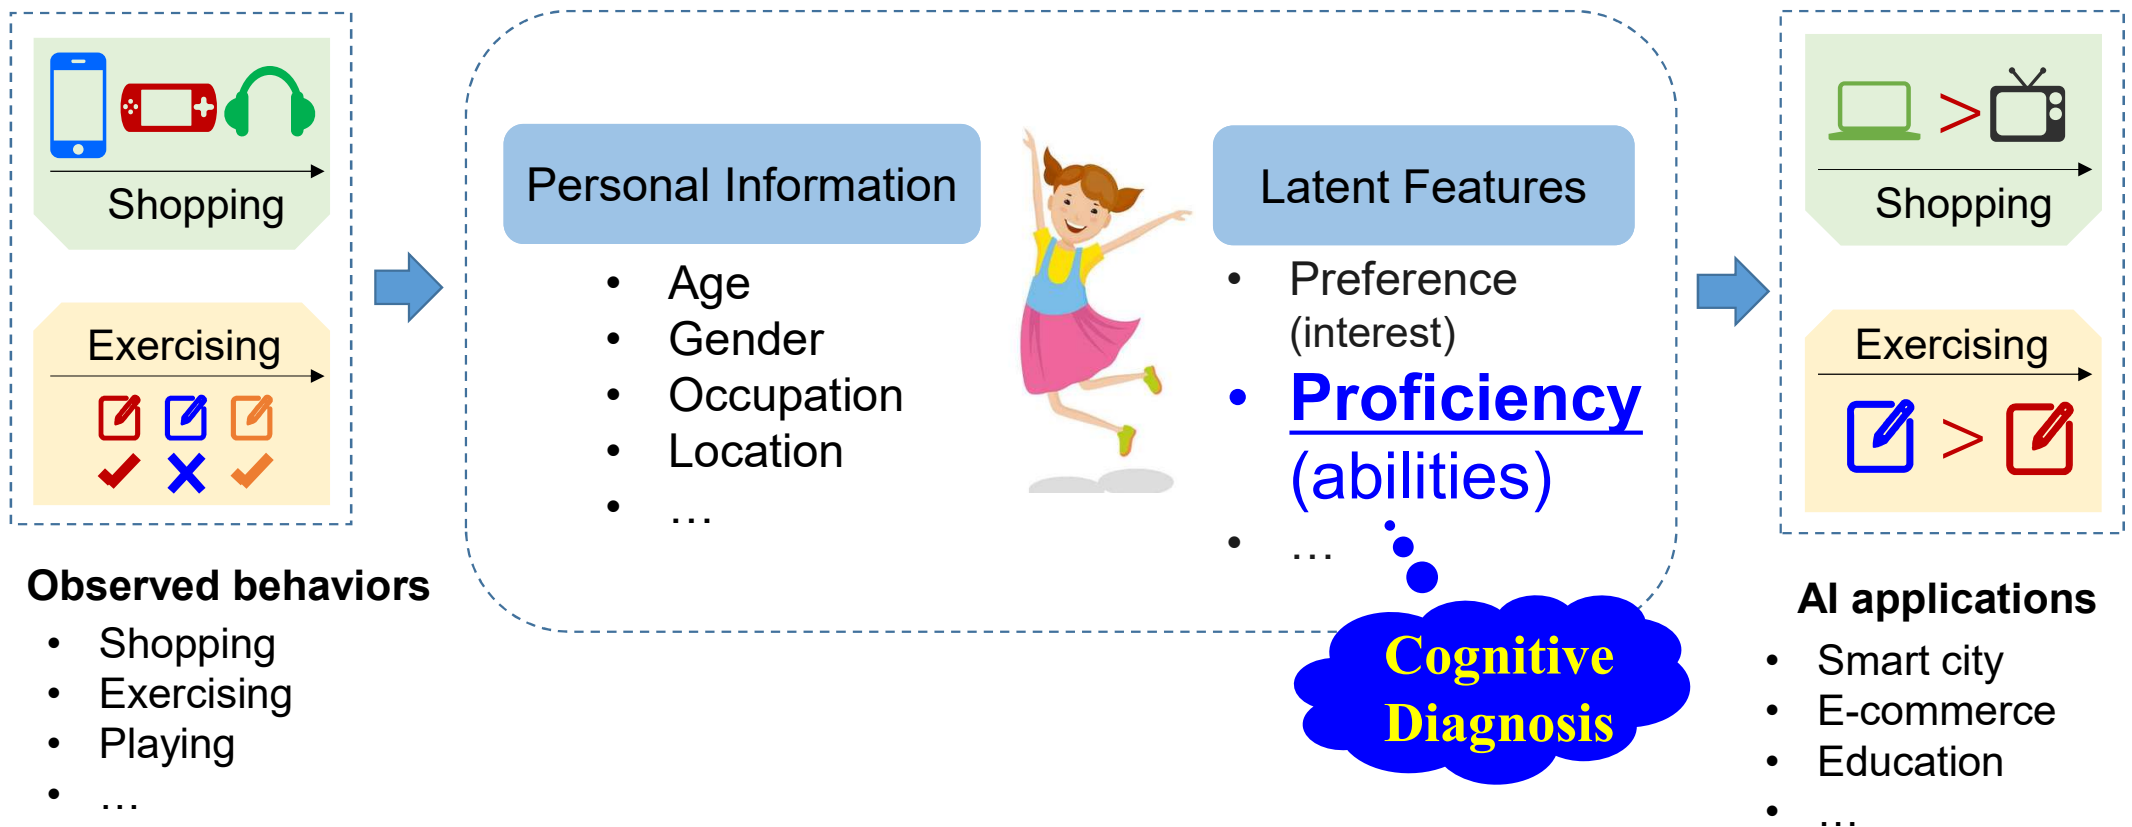 Shopping
Exercising
Observed behaviors
• Shopping
• Exercising
• Playing
• …
Personal Information
• Age
• Gender
• Occupation
• Location
• …
Latent Features
• Preference
(interest)
• Proficiency
(abilities)
• …
Cognitive
Diagnosis
>
Shopping
Exercising
>
AI applications
• Smart city
• E-commerce
• Education
• …